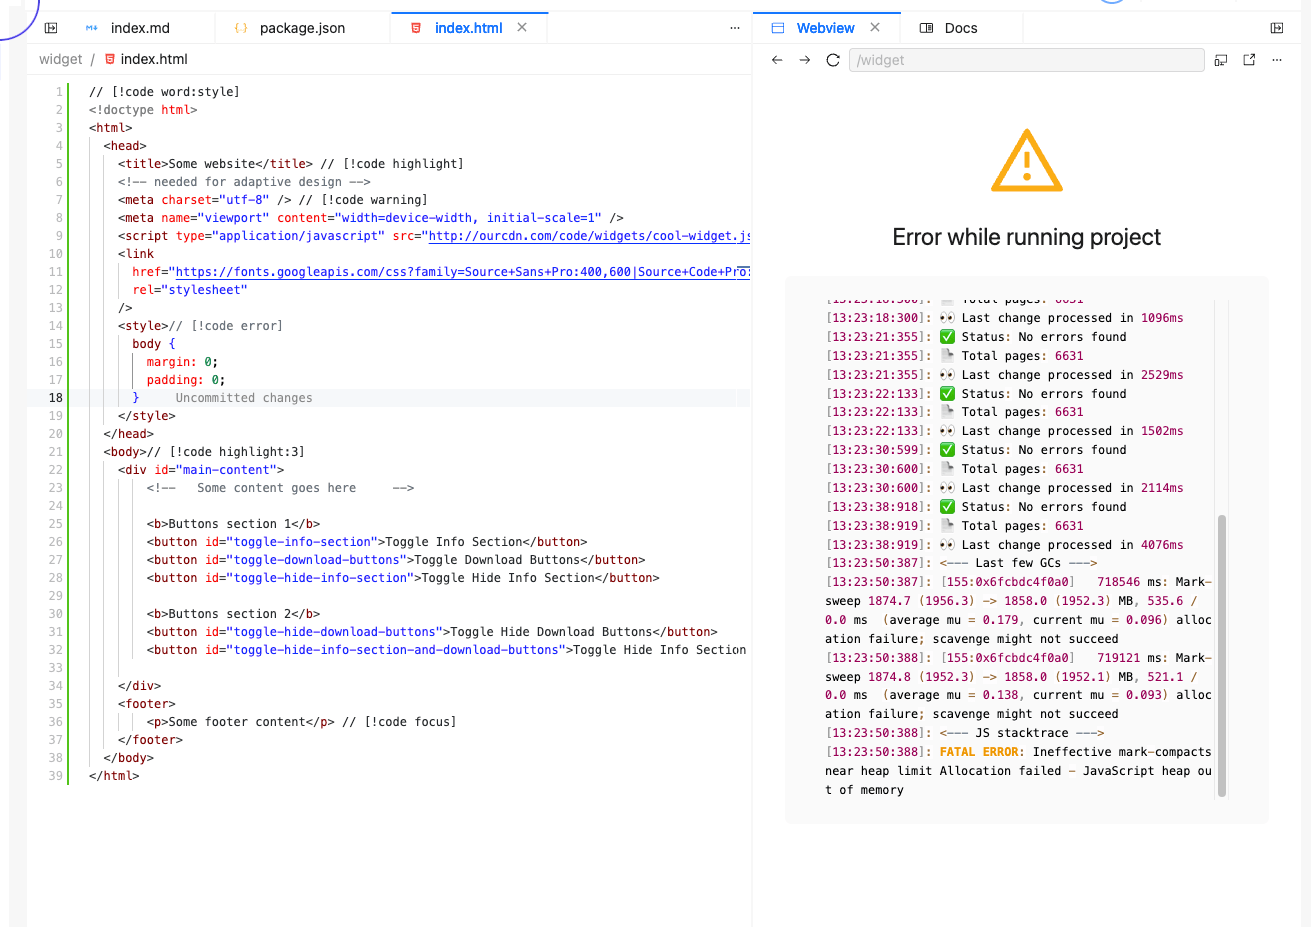 index.md
package.json
index.html
Webview
Docs
widget / index.html
/widget
1 // [!code word:style]
2 <!doctype html>
3 <html>
4 <head>
5 <title>Some website</title> // [!code highlight]
6 <!-- needed for adaptive design -->
7 <meta charset="utf-8" /> // [!code warning]
8 <meta name="viewport" content="width=device-width, initial-scale=1" />
9 <script type="application/javascript" src="http://ourcdn.com/code/widgets/cool-widget.js
10 <link
11 href="https://fonts.googleapis.com/css?family=Source+Sans+Pro:400,600|Source+Code+Pro:
12 rel="stylesheet"
13 />
14 <style>// [!code error]
15 body {
16 margin: 0;
17 padding: 0;
18 } Uncommitted changes
19 </style>
20 </head>
21 <body>// [!code highlight:3]
22 <div id="main-content">
23 <!-- Some content goes here -->
24
25 <b>Buttons section 1</b>
26 <button id="toggle-info-section">Toggle Info Section</button>
27 <button id="toggle-download-buttons">Toggle Download Buttons</button>
28 <button id="toggle-hide-info-section">Toggle Hide Info Section</button>
29
30 <b>Buttons section 2</b>
31 <button id="toggle-hide-download-buttons">Toggle Hide Download Buttons</button>
32 <button id="toggle-hide-info-section-and-download-buttons">Toggle Hide Info Section
33
34 </div>
35 <footer>
36 <p>Some footer content</p> // [!code focus]
37 </footer>
38 </body>
39 </html>
Error while running project
[13:23:18:300]: 📄 Total pages: 6631
[13:23:18:300]: 👀 Last change processed in 1096ms
[13:23:21:355]: ✅ Status: No errors found
[13:23:21:355]: 📄 Total pages: 6631
[13:23:21:355]: 👀 Last change processed in 2529ms
[13:23:22:133]: ✅ Status: No errors found
[13:23:22:133]: 📄 Total pages: 6631
[13:23:22:133]: 👀 Last change processed in 1502ms
[13:23:30:599]: ✅ Status: No errors found
[13:23:30:600]: 📄 Total pages: 6631
[13:23:30:600]: 👀 Last change processed in 2114ms
[13:23:38:918]: ✅ Status: No errors found
[13:23:38:919]: 📄 Total pages: 6631
[13:23:38:919]: 👀 Last change processed in 4076ms
[13:23:50:387]: <--- Last few GCs --->
[13:23:50:387]: [155:0x6fcbdc4f0a0] 718546 ms: Mark-
sweep 1874.7 (1956.3) -> 1858.0 (1952.3) MB, 535.6 /
0.0 ms (average mu = 0.179, current mu = 0.096) alloc
ation failure; scavenge might not succeed
[13:23:50:388]: [155:0x6fcbdc4f0a0] 719121 ms: Mark-
sweep 1874.8 (1952.3) -> 1858.0 (1952.1) MB, 521.1 /
0.0 ms (average mu = 0.138, current mu = 0.093) alloc
ation failure; scavenge might not succeed
[13:23:50:388]: <--- JS stacktrace --->
[13:23:50:388]: FATAL ERROR: Ineffective mark-compacts
near heap limit Allocation failed - JavaScript heap ou
t of memory